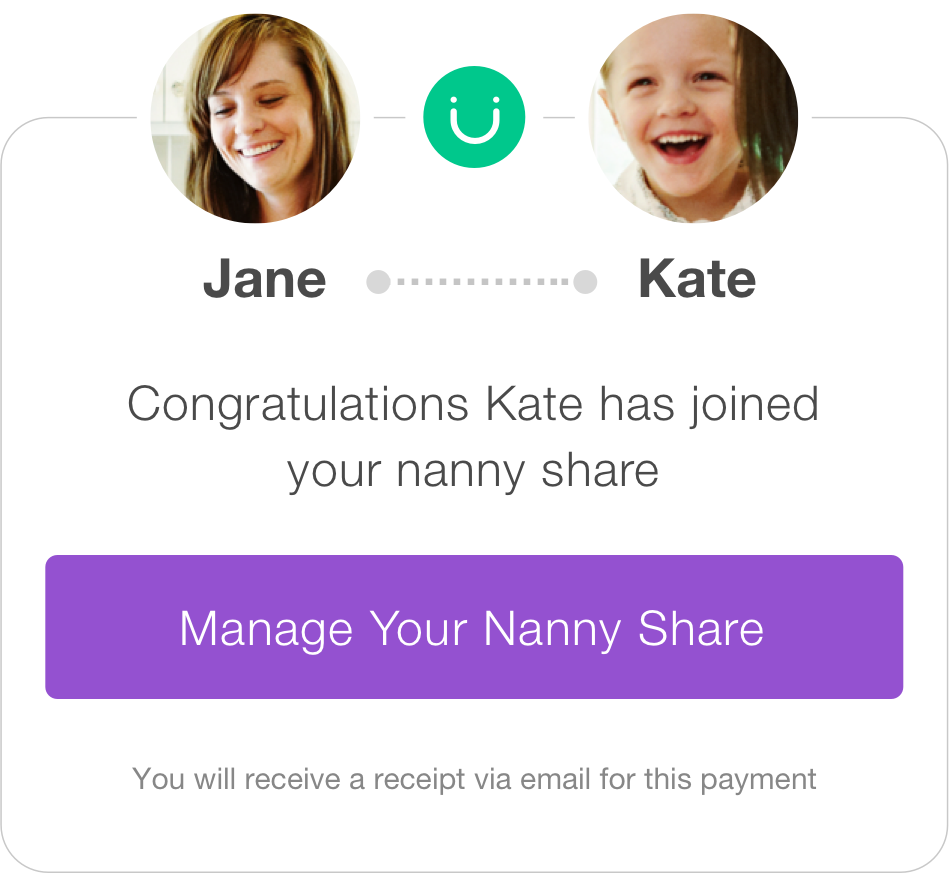 Jane Kate
Congratulations Kate has joined
your nanny share
Manage Your Nanny Share
You will receive a receipt via email for this payment